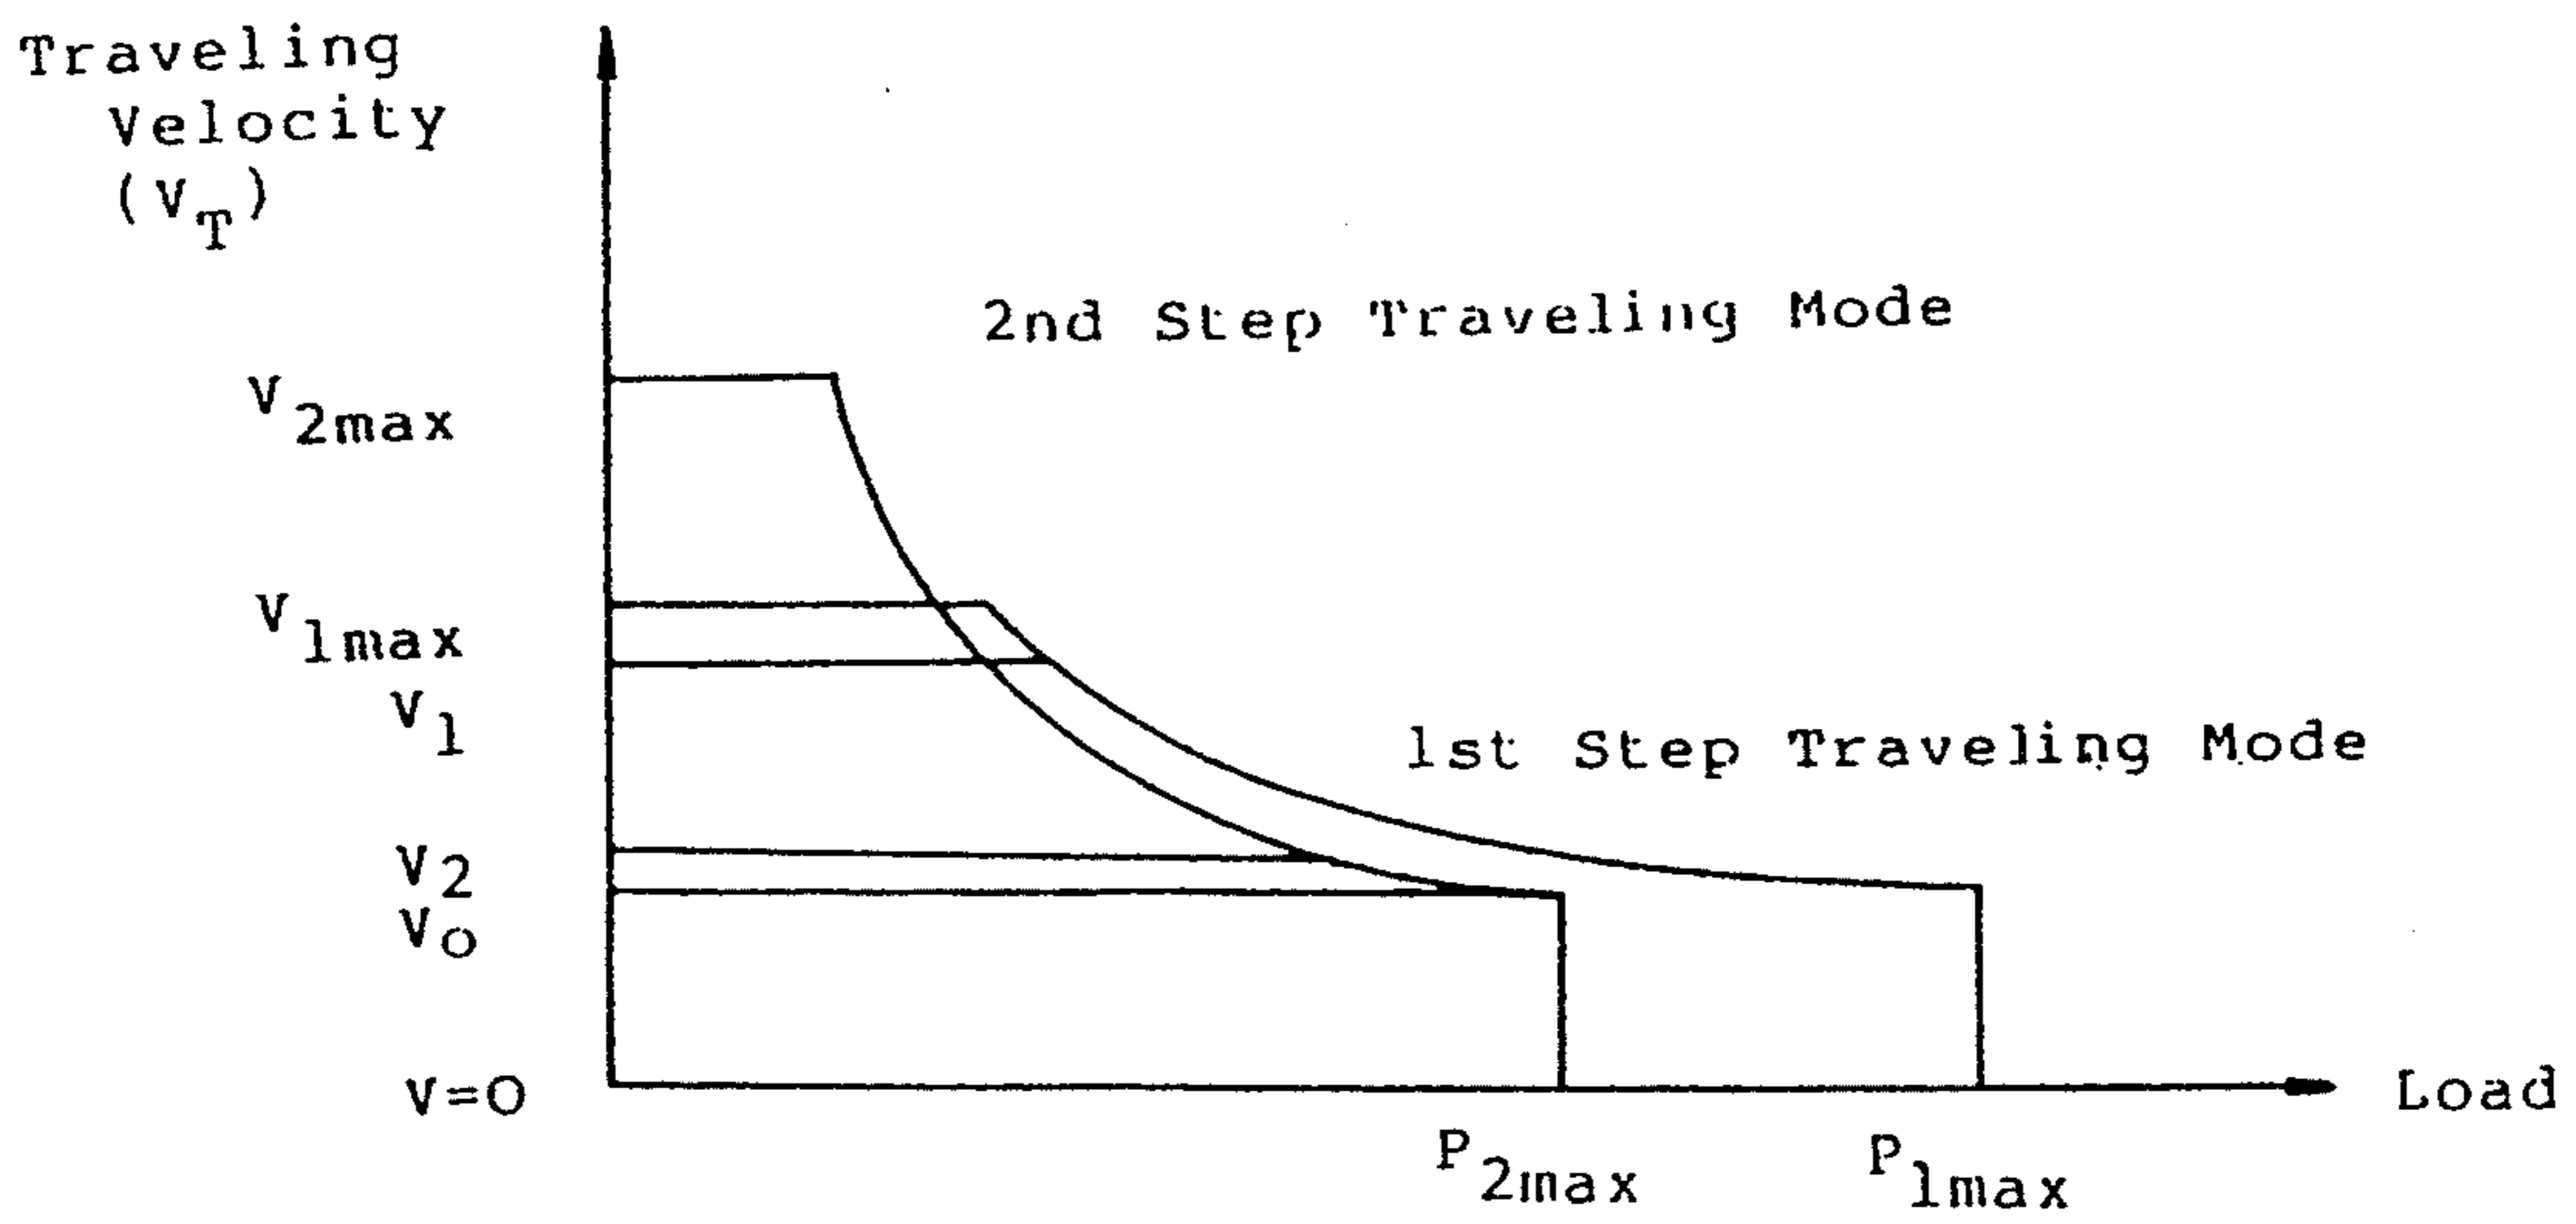 Traveling
Velocity
(VT)
2nd Step Traveling Mode
V2max
V1max
V1
1st Step Traveling Mode
V2
Vo
V=O
Load
P2max
P1max